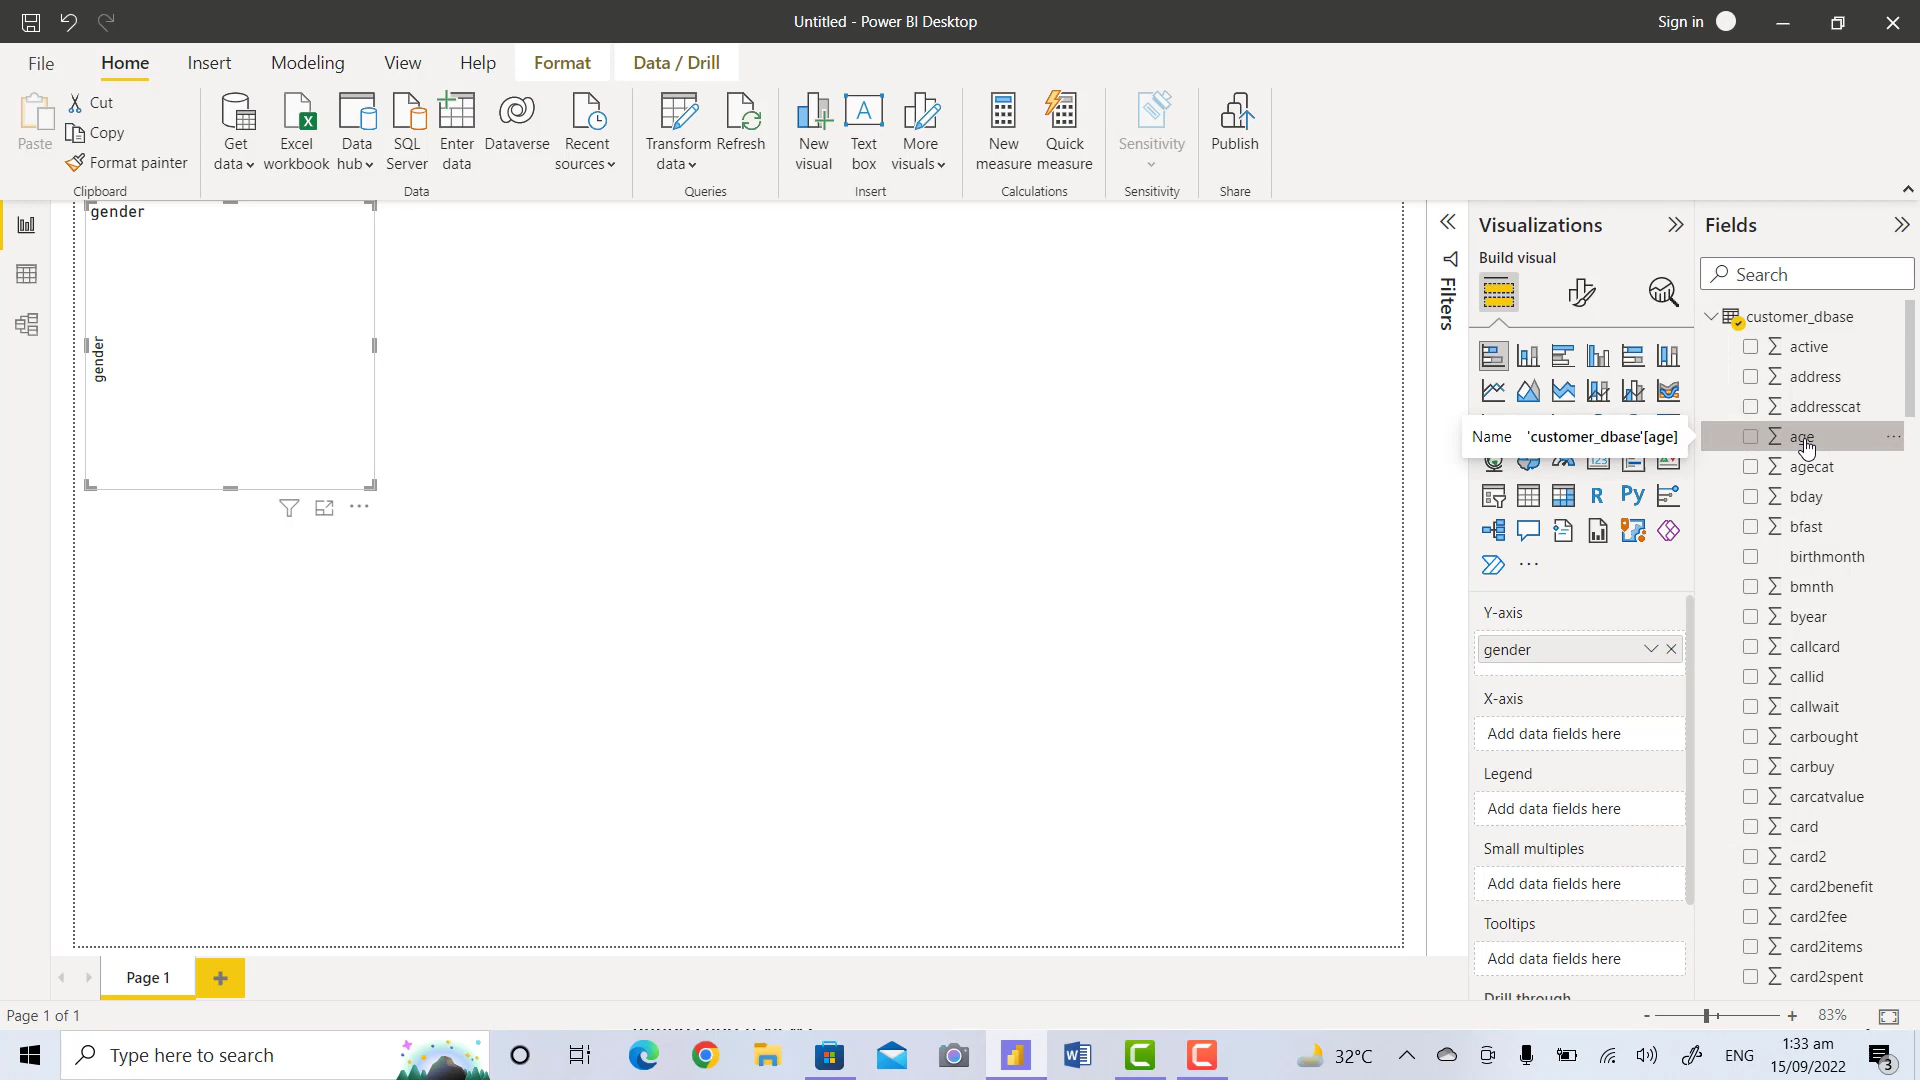 Untitled - Power BI Desktop
Sign in
File
Home
Insert
Modeling
View
Help
Format
Data / Drill
Paste
Cut
Copy
Format painter
Clipboard
Get data
Excel workbook
Data hub
SQL Server
Enter data
Dataverse
Recent sources
Data
Transform data
Refresh
Queries
New visual
Text box
More visuals
Insert
New measure
Quick measure
Calculations
Sensitivity
Sensitivity
Publish
Share
gender
gender
Filters
Visualizations
Build visual
Name 'customer_dbase'[age]
123
R
Py
Y-axis
gender
X-axis
Add data fields here
Legend
Add data fields here
Small multiples
Add data fields here
Tooltips
Add data fields here
Drill through
Fields
Search
customer_dbase
active
address
addresscat
age
agecat
bday
bfast
birthmonth
bmnth
byear
callcard
callid
callwait
carbought
carbuy
carcatvalue
card
card2
card2benefit
card2fee
card2items
card2spent
Page 1
Page 1 of 1
83%
Type here to search
32°C
ENG
1:33 am
15/09/2022
3